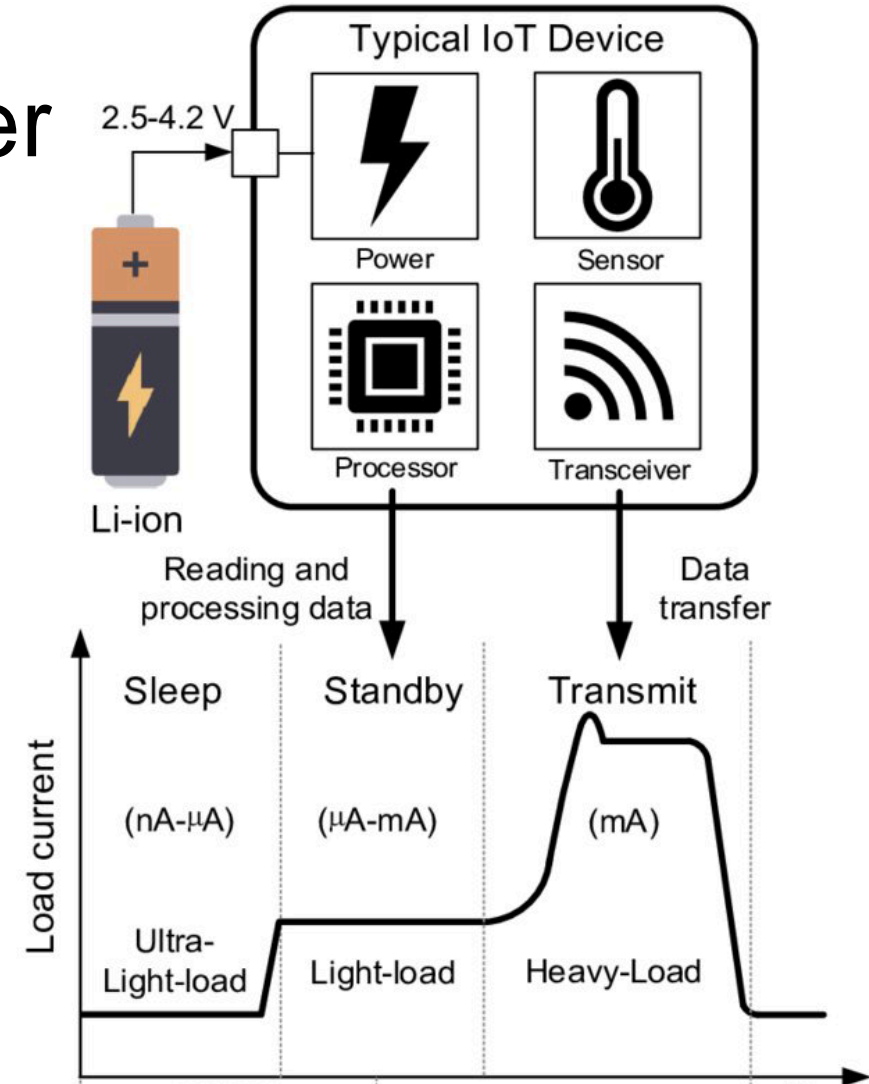 er
Typical IoT Device
2.5-4.2 V
+
Power
Sensor
Processor
Transceiver
Li-ion
Reading and
processing data
Data
transfer
Sleep
Standby
Transmit
(nA-μA)
(μA-mA)
(mA)
Load current
Ultra-
Light-load
Light-load
Heavy-Load